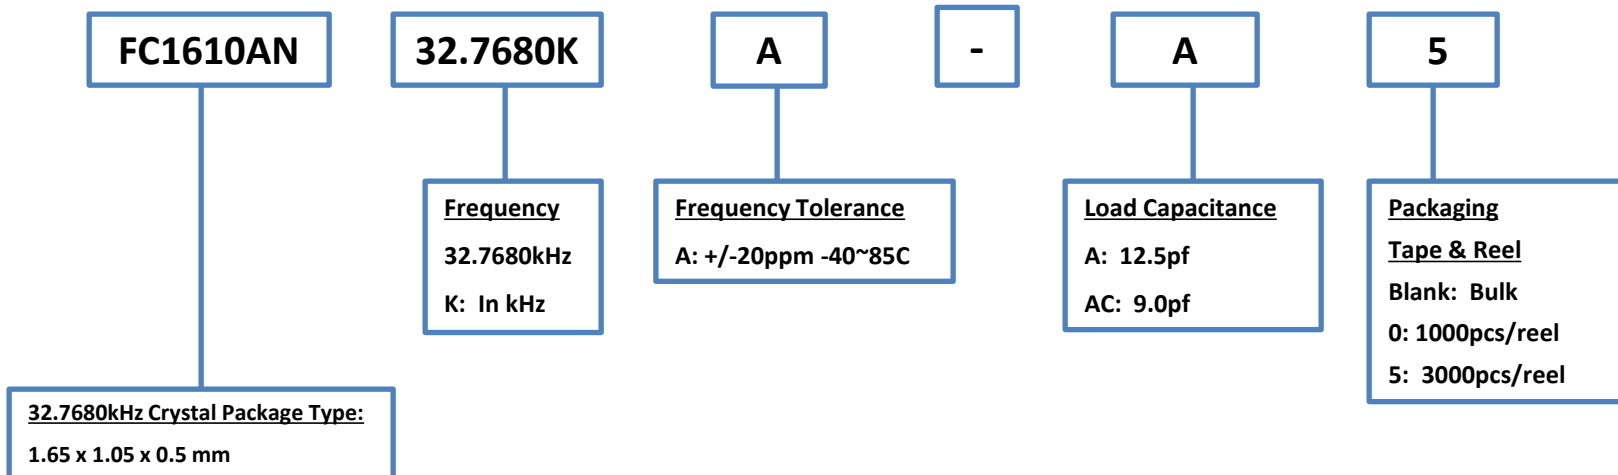 FC1610AN 32.7680K A - A 5
Frequency
32.7680kHz
K: In kHz
Frequency Tolerance
A: +/-20ppm -40~85C
Load Capacitance
A: 12.5pf
AC: 9.0pf
Packaging
Tape & Reel
Blank: Bulk
0: 1000pcs/reel
5: 3000pcs/reel
32.7680kHz Crystal Package Type:
1.65 x 1.05 x 0.5 mm